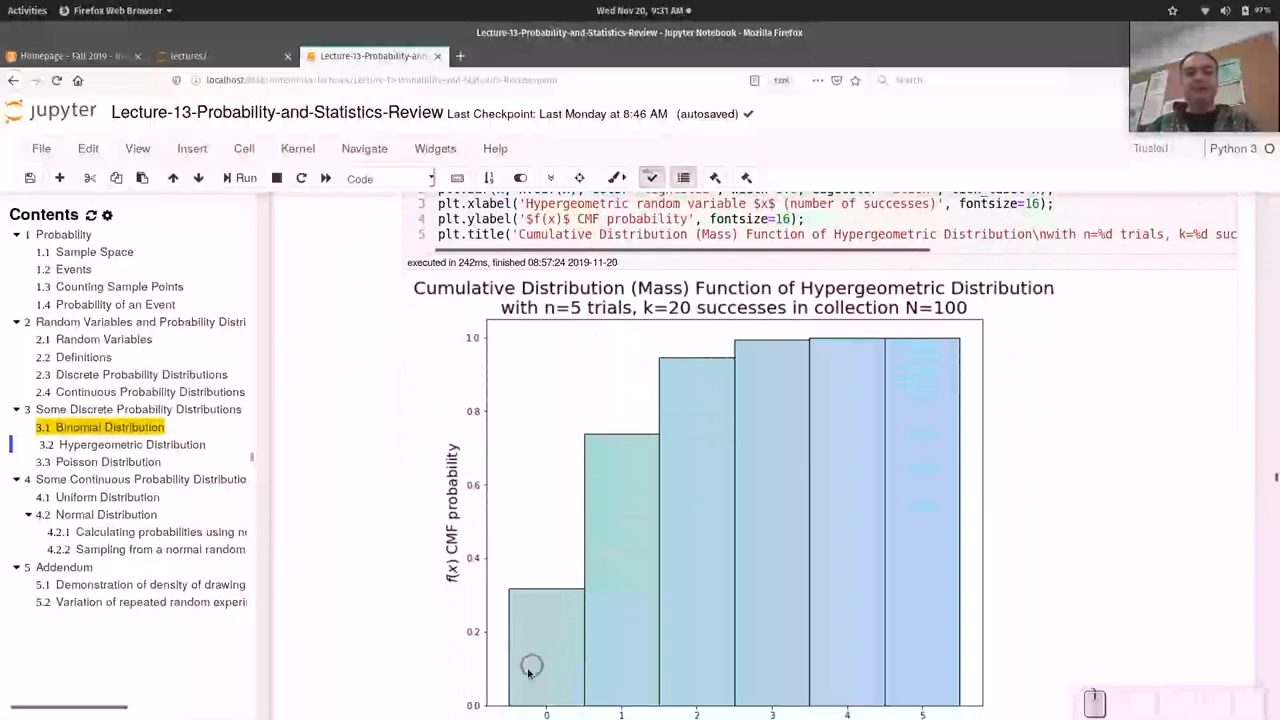 Activities Firefox Web Browser Wed Nov 20, 9:31 AM 97%
Lecture-13-Probability-and-Statistics-Review - Jupyter Notebook - Mozilla Firefox
Homepage - Fall 2019 - lectures/ Lecture-13-Probability-and-
Search
jupyter Lecture-13-Probability-and-Statistics-Review Last Checkpoint: Last Monday at 8:46 AM (autosaved)
File Edit View Insert Cell Kernel Navigate Widgets Help Trusted Python 3
Run Code
Contents
1 Probability
1.1 Sample Space
1.2 Events
1.3 Counting Sample Points
1.4 Probability of an Event
2 Random Variables and Probability Distri
2.1 Random Variables
2.2 Definitions
2.3 Discrete Probability Distributions
2.4 Continuous Probability Distributions
3 Some Discrete Probability Distributions
3.1 Binomial Distribution
3.2 Hypergeometric Distribution
3.3 Poisson Distribution
4 Some Continuous Probability Distributio
4.1 Uniform Distribution
4.2 Normal Distribution
4.2.1 Calculating probabilities using n
4.2.2 Sampling from a normal random
5 Addendum
5.1 Demonstration of density of drawing
5.2 Variation of repeated random experi
3 plt.xlabel('Hypergeometric random variable $x$ (number of successes)', fontsize=16);
4 plt.ylabel('$f(x)$ CMF probability', fontsize=16);
5 plt.title('Cumulative Distribution (Mass) Function of Hypergeometric Distribution\nwith n=%d trials, k=%d suc
executed in 242ms, finished 08:57:24 2019-11-20
Cumulative Distribution (Mass) Function of Hypergeometric Distribution
with n=5 trials, k=20 successes in collection N=100
f(x) CMF probability
1.0
0.8
0.6
0.4
0.2
0.0
0 1 2 3 4 5